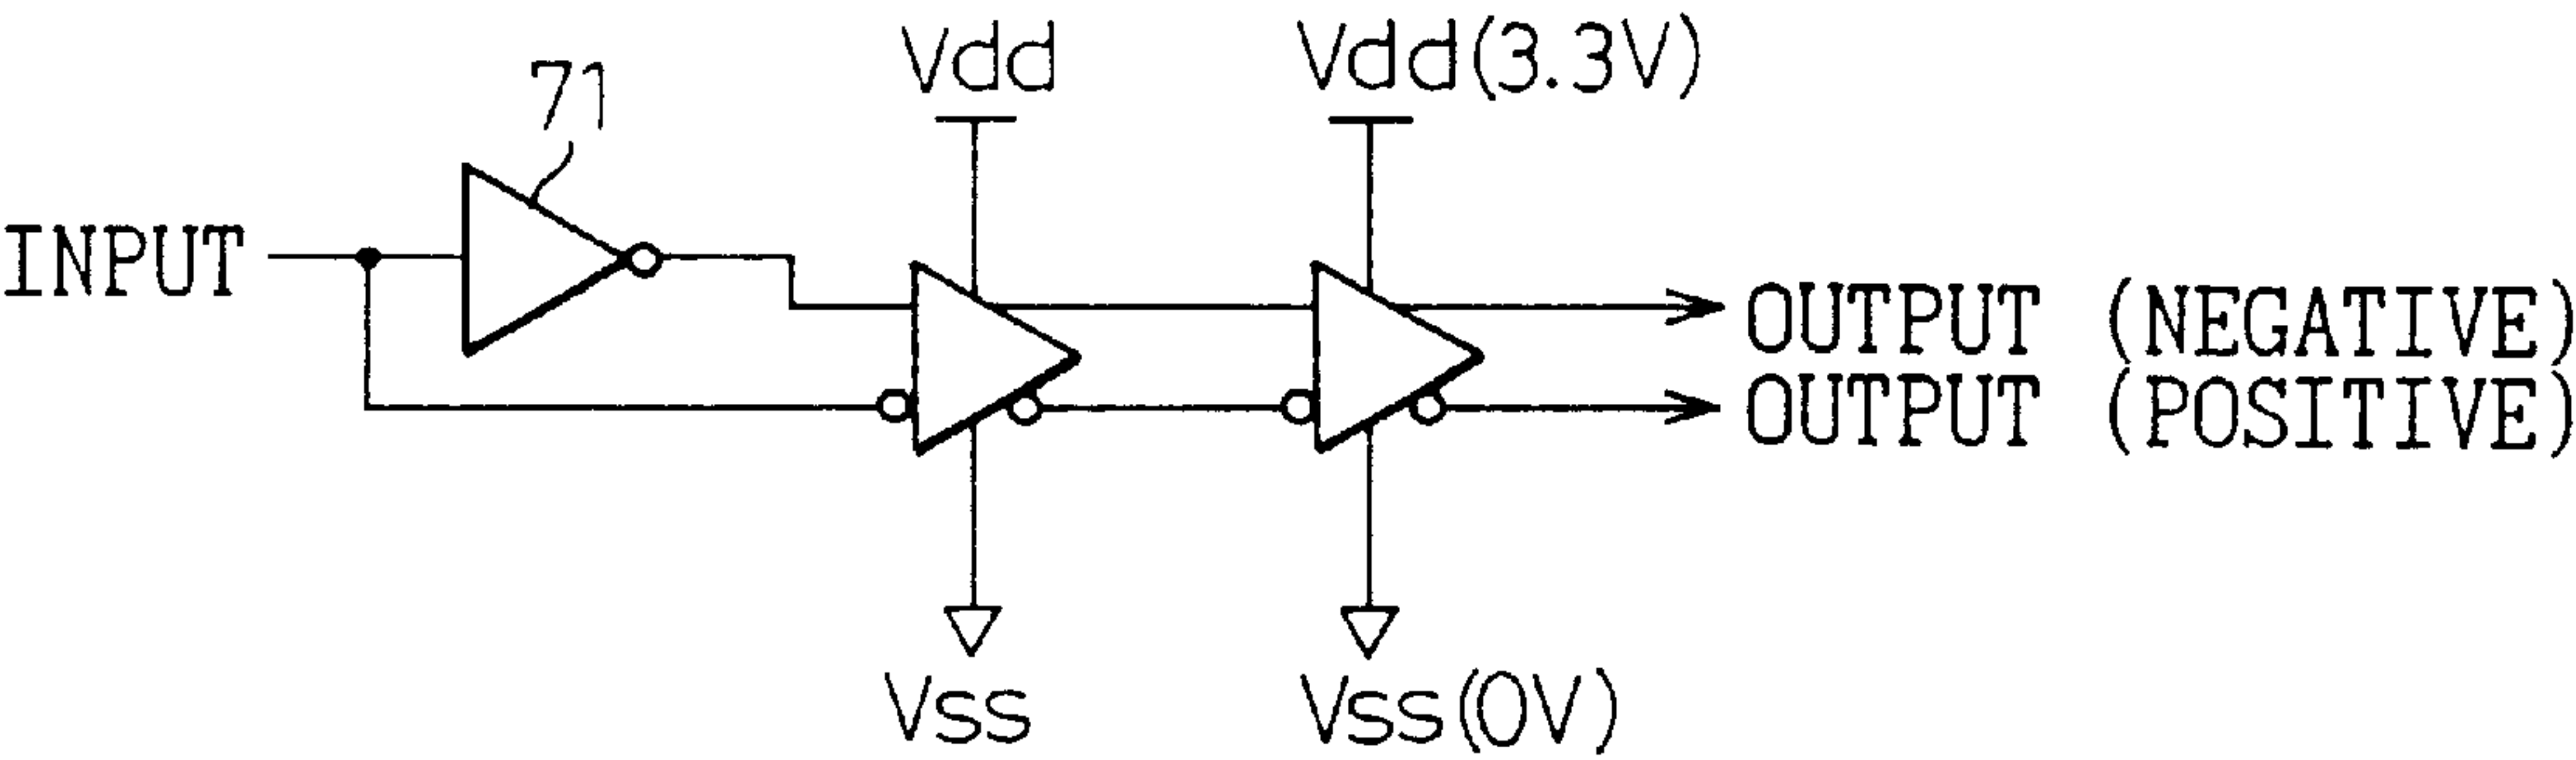 Vdd
Vdd(3.3V)
71
INPUT
OUTPUT (NEGATIVE)
OUTPUT (POSITIVE)
Vss
Vss(0V)